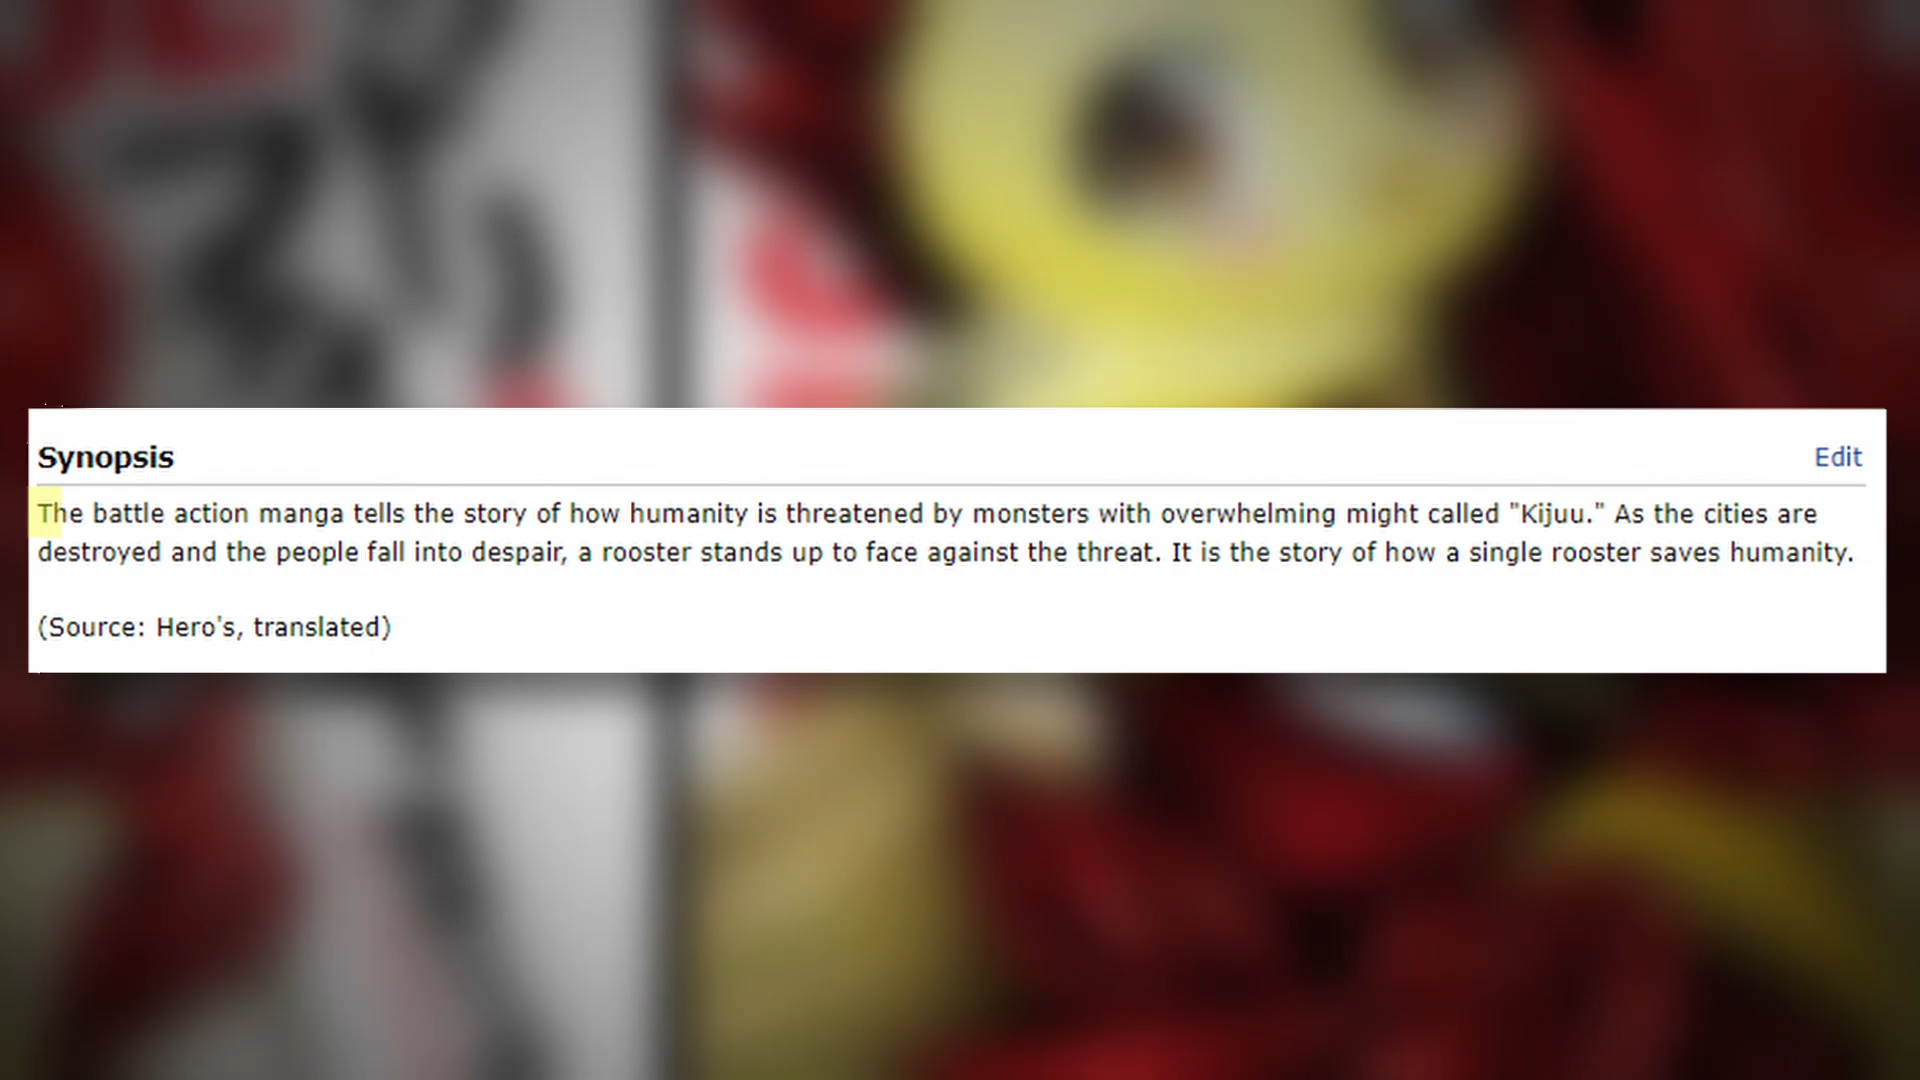 Synopsis
Edit
The battle action manga tells the story of how humanity is threatened by monsters with overwhelming might called "Kijuu." As the cities are
destroyed and the people fall into despair, a rooster stands up to face against the threat. It is the story of how a single rooster saves humanity.
(Source: Hero's, translated)